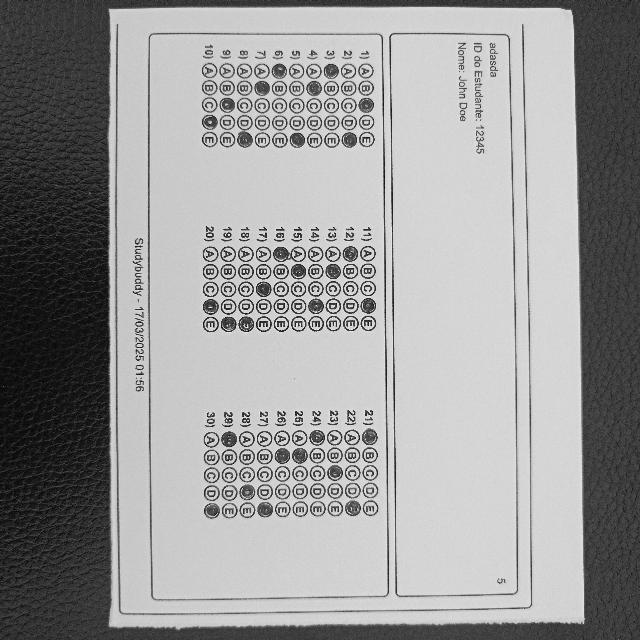 adasda 5
ID do Estudante: 12345
Nome: John Doe
1) A B D E
2) A B C D
3) B C D E
4) A C D E
5) A B C D
6) B C D E
7) A C D E
8) A B C D
9) A B D E
10) A B C E
11) A B C E
12) B C D E
13) A C D E
14) A B C E
15) A C D E
16) B C D E
17) A B D E
18) A B C D
19) A B C D
20) A B C E
21) B C D E
22) A B C D
23) A B D E
24) B C D E
25) A C D E
26) A C D E
27) A B C D
28) A B C E
29) B C D E
30) A B C D
Studybuddy - 17/03/2025 01:56